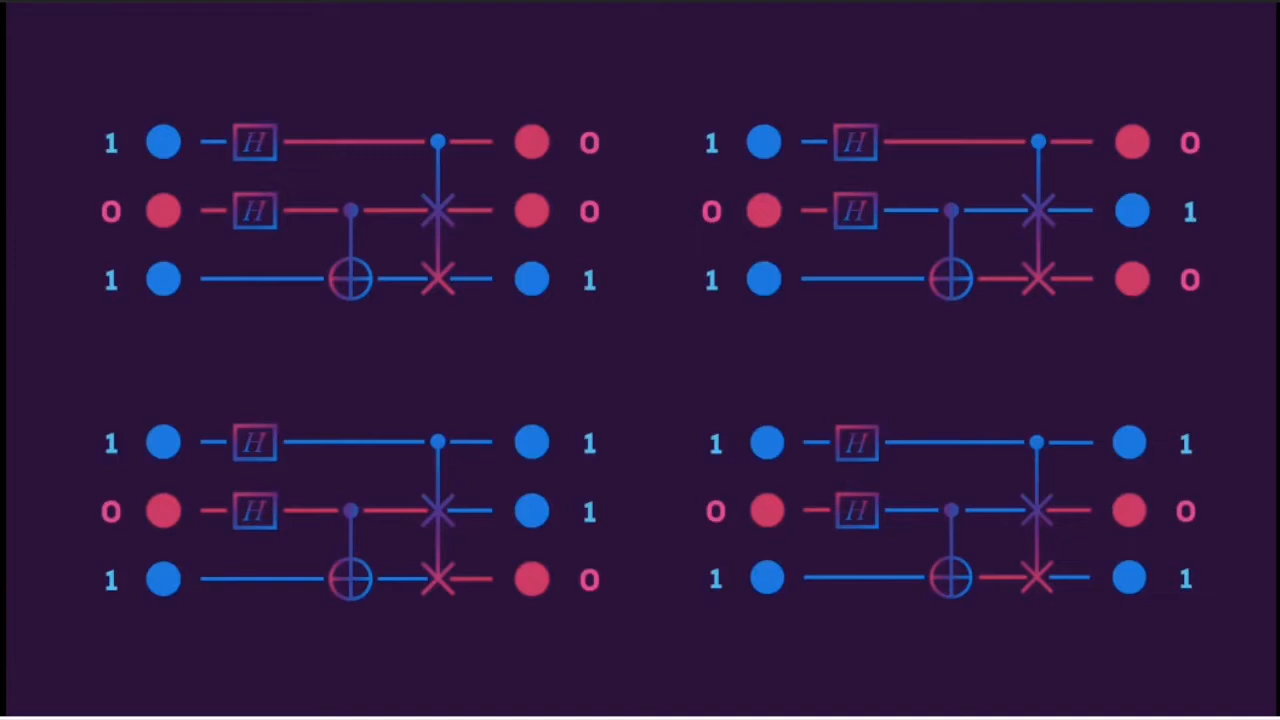 1 H 0 1 H 0
0 H 0 0 H 1
1 1 1 0
1 H 1 1 H 1
0 H 1 0 H 0
1 0 1 1